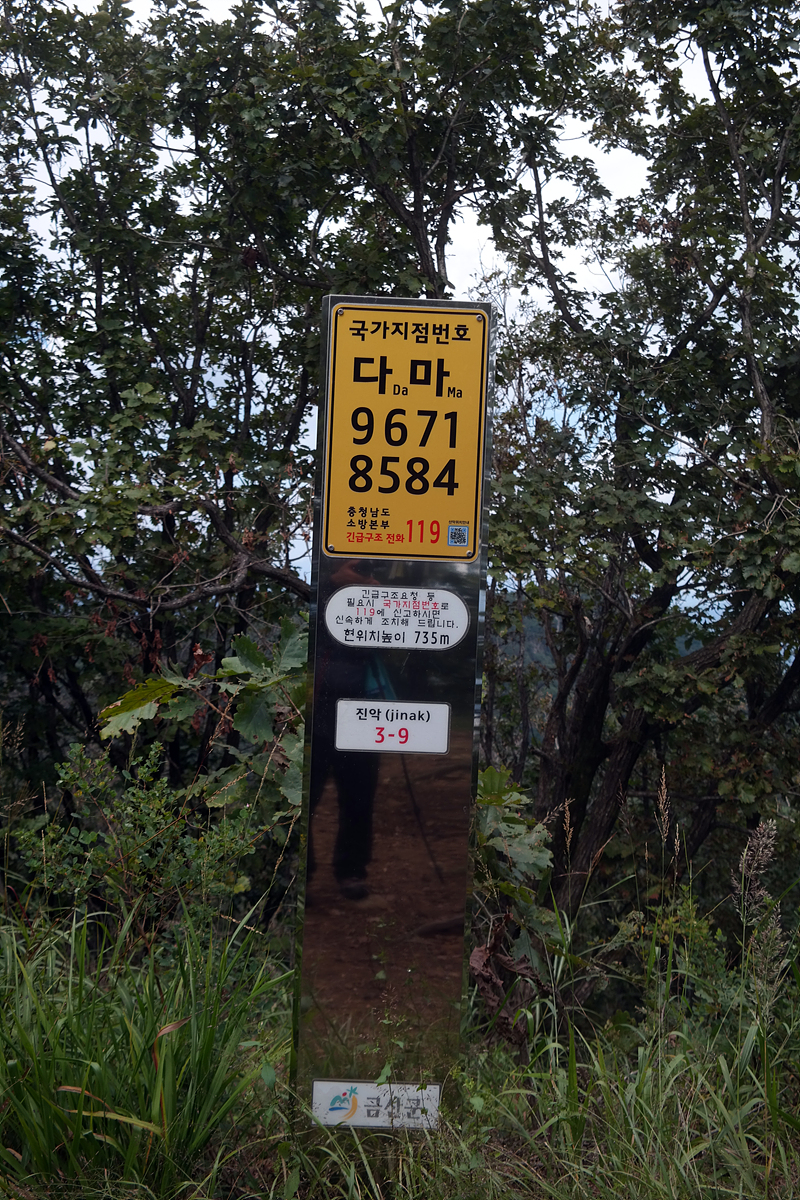 국가지점번호
다Da마Ma
9671
8584
충청남도
소방본부
긴급구조 전화 119
긴급구조요청 등
필요시 국가지점번호로
119에 신고하시면
신속하게 조치해 드립니다.
현위치높이 735m
진악(jinak)
3-9
금산군